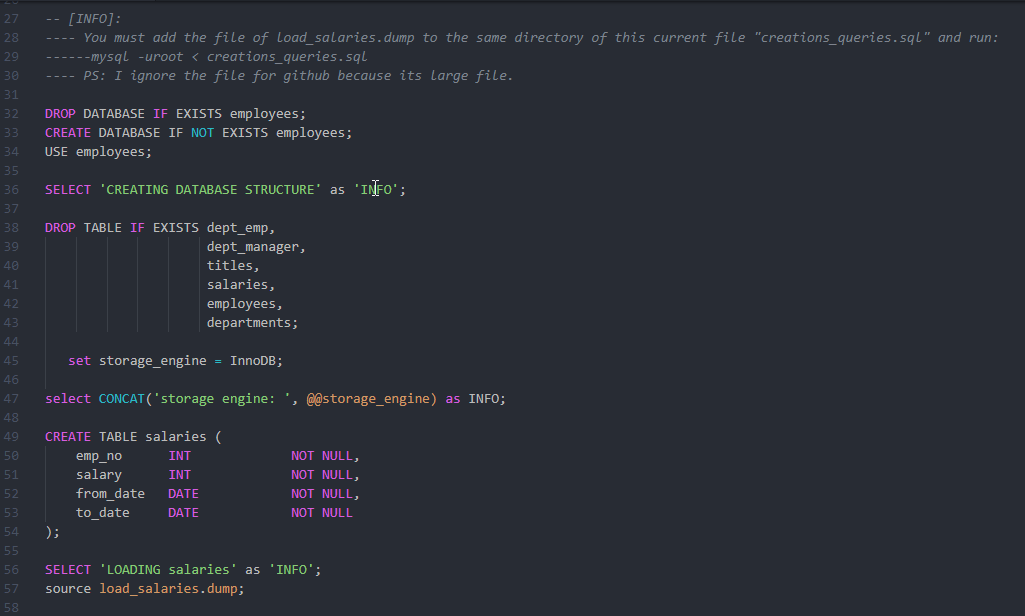 27 -- [INFO]:
28 ---- You must add the file of load_salaries.dump to the same directory of this current file "creations_queries.sql" and run:
29 ------mysql -uroot < creations_queries.sql
30 ---- PS: I ignore the file for github because its large file.
31
32 DROP DATABASE IF EXISTS employees;
33 CREATE DATABASE IF NOT EXISTS employees;
34 USE employees;
35
36 SELECT 'CREATING DATABASE STRUCTURE' as 'INFO';
37
38 DROP TABLE IF EXISTS dept_emp,
39                      dept_manager,
40                      titles,
41                      salaries,
42                      employees,
43                      departments;
44
45    set storage_engine = InnoDB;
46
47 select CONCAT('storage engine: ', @@storage_engine) as INFO;
48
49 CREATE TABLE salaries (
50     emp_no      INT             NOT NULL,
51     salary      INT             NOT NULL,
52     from_date   DATE            NOT NULL,
53     to_date     DATE            NOT NULL
54 );
55
56 SELECT 'LOADING salaries' as 'INFO';
57 source load_salaries.dump;
58